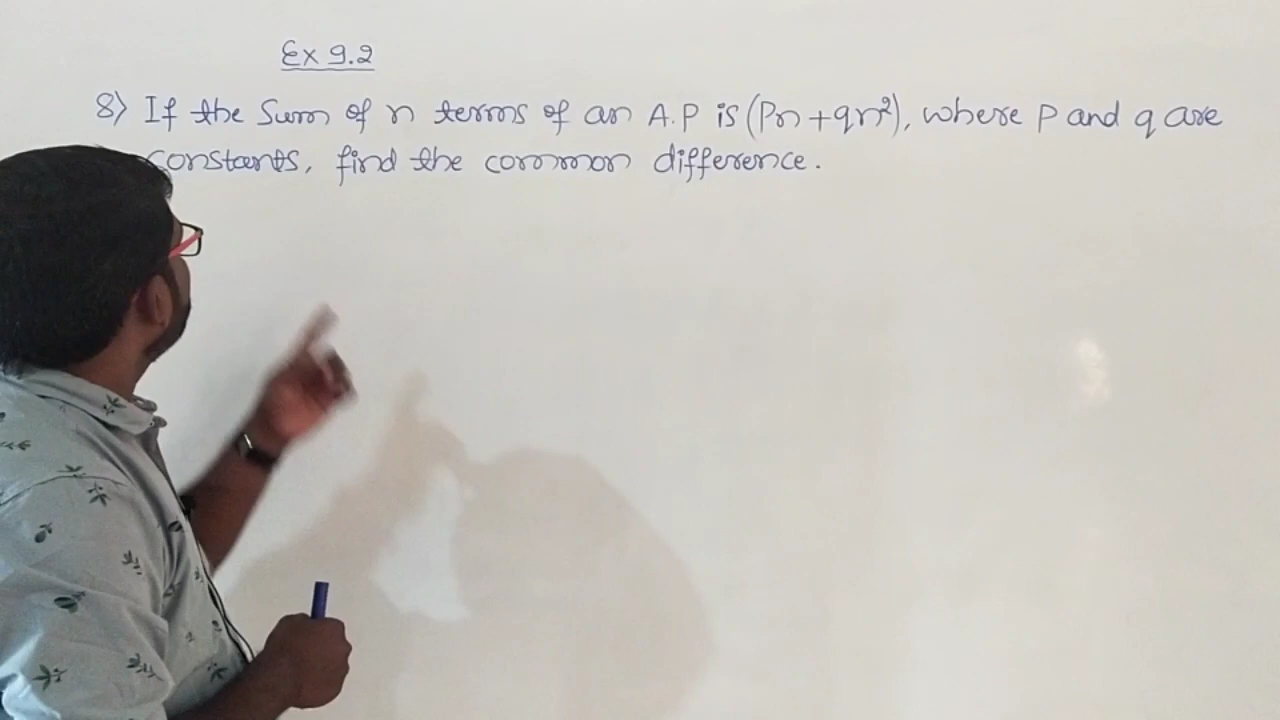 Ex 9.2
8) If the Sum of n terms of an A.P is (Pn+qn²), where P and q are
constants, find the common difference.